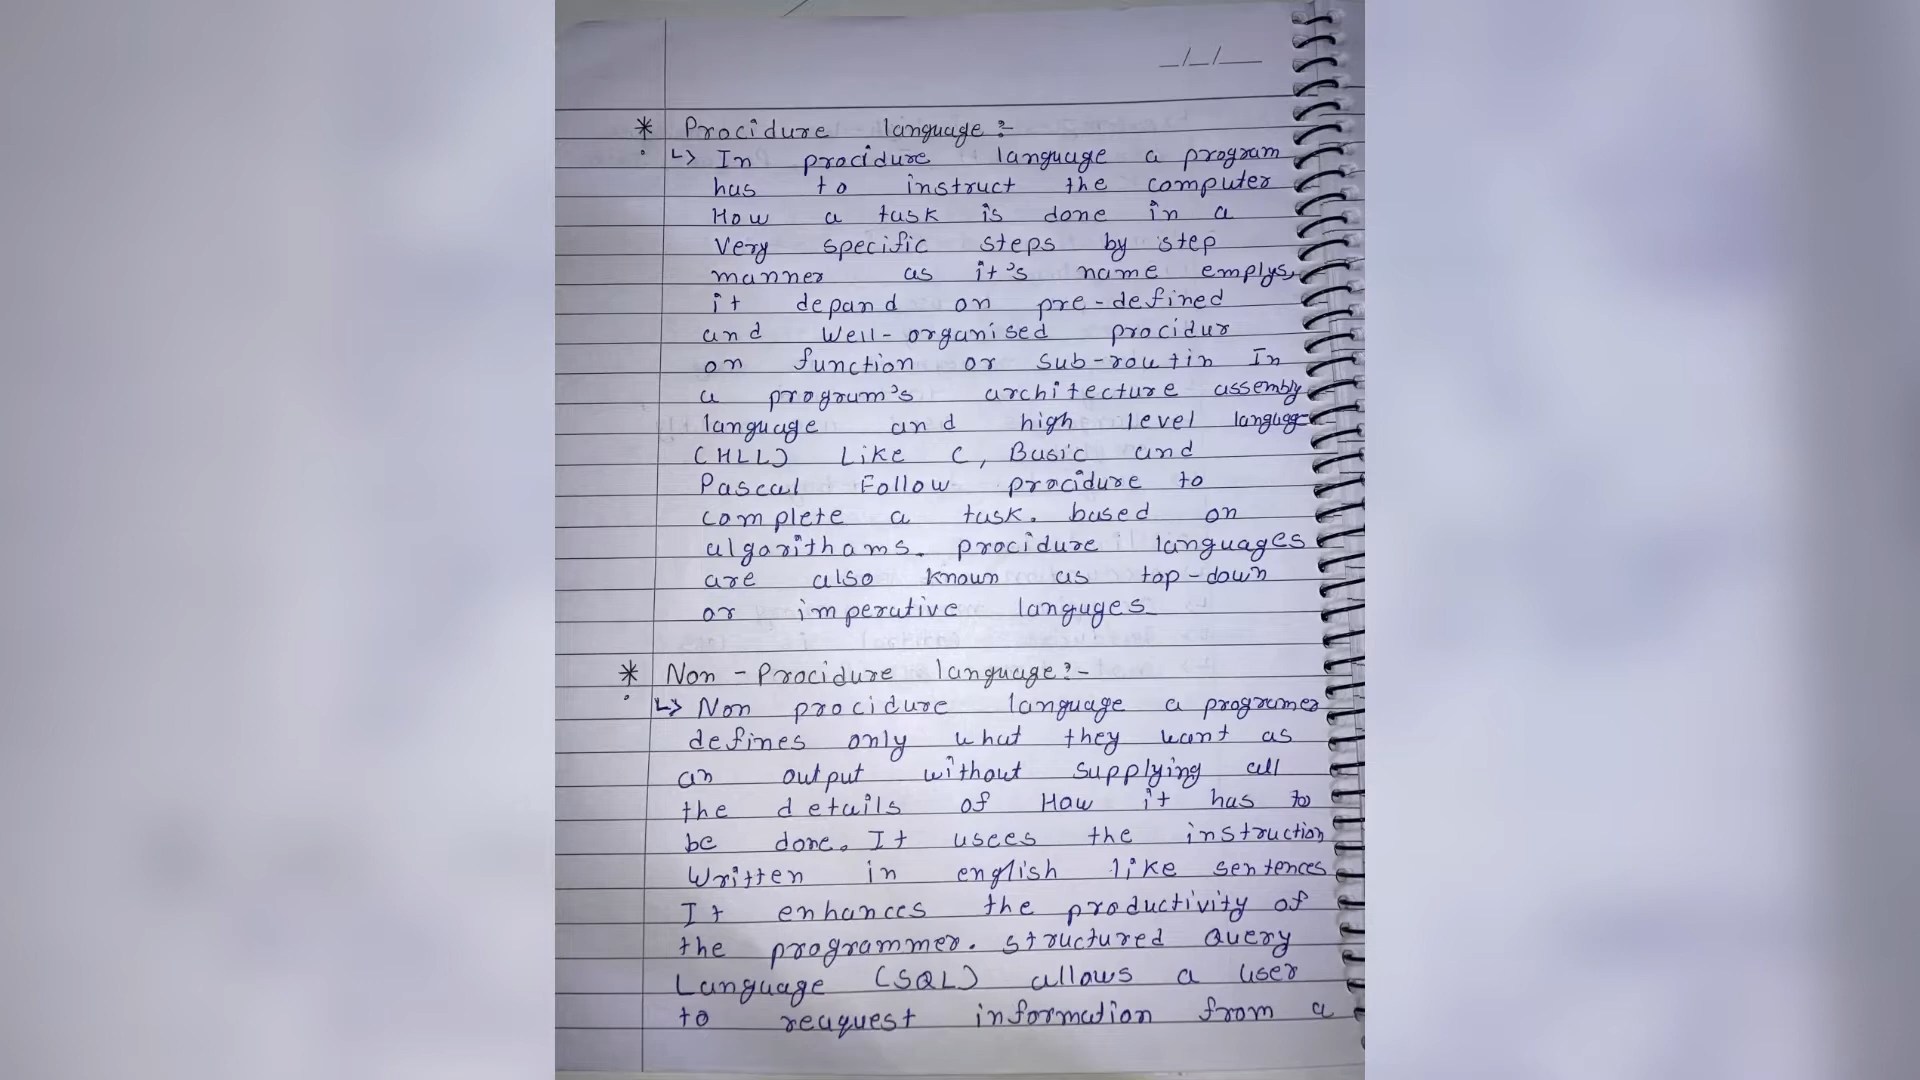 _/_/__
* Procidure language :-
↳ In procidure language a program
has to instruct the computer
How a task is done in a
Very specific steps by step
manner as it's name emplys,
it depand on pre-defined
and Well-organised procidur
on function or sub-routin In
a program's architecture assembly
language and high level language
(HLL) Like C, Basic and
Pascal Follow procidure to
complete a task. based on
algorithams. procidure languages
are also known as top-down
or imperative languges
* Non-Procidure language :-
↳ Non procidure language a programer
defines only what they want as
an output without supplying all
the details of How it has to
be done. It usees the instruction
Written in english like sentences
It enhances the productivity of
the programmer. structured Query
Language (SQL) allows a user
to reaquest information from a